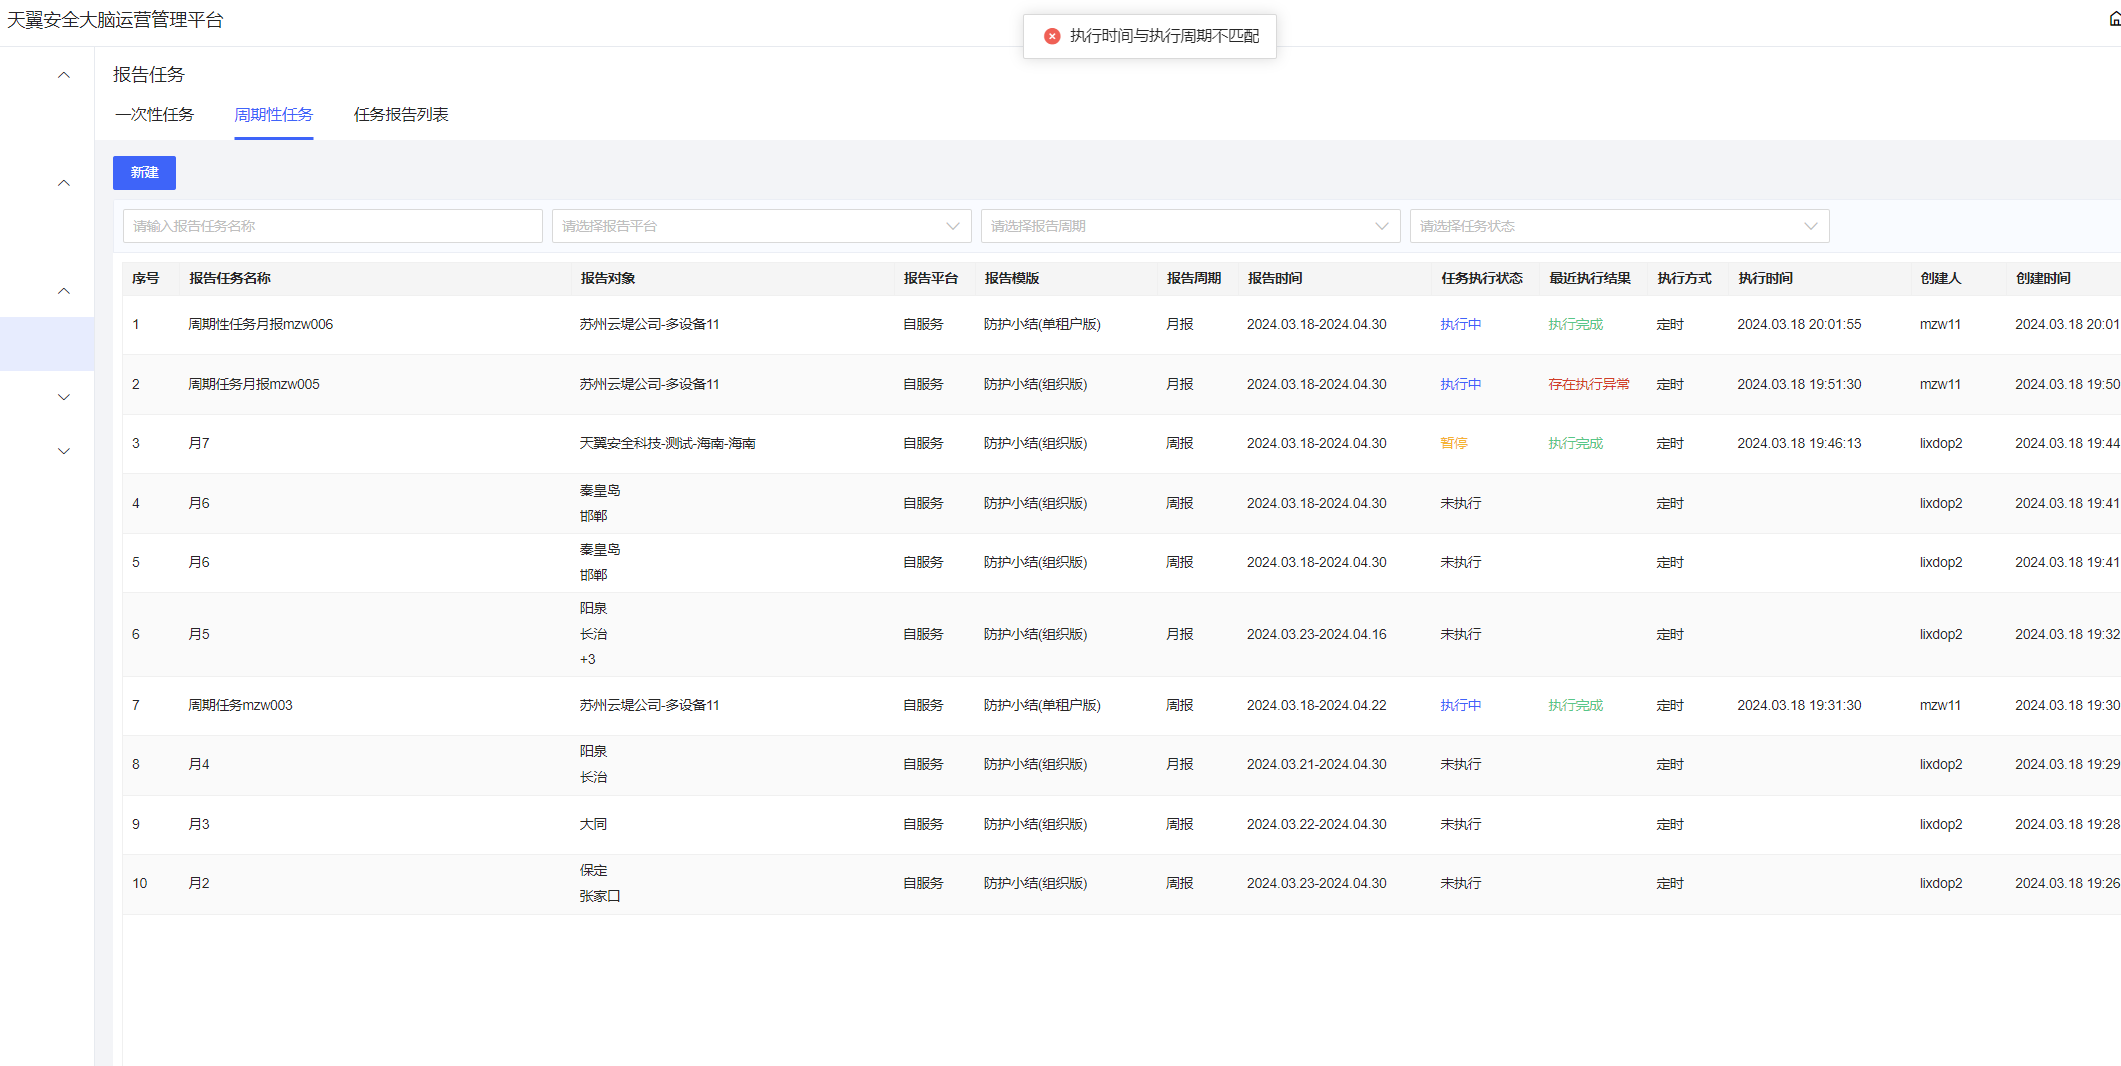 天翼安全大脑运营管理平台
执行时间与执行周期不匹配
报告任务
一次性任务 周期性任务 任务报告列表
新建
请输入报告任务名称 请选择报告平台 请选择报告周期 请选择任务状态
序号 报告任务名称 报告对象 报告平台 报告模版 报告周期 报告时间 任务执行状态 最近执行结果 执行方式 执行时间 创建人 创建时间
1 周期性任务月报mzw006 苏州云堤公司-多设备11 自服务 防护小结(单租户版) 月报 2024.03.18-2024.04.30 执行中 执行完成 定时 2024.03.18 20:01:55 mzw11 2024.03.18 20:01
2 周期任务月报mzw005 苏州云堤公司-多设备11 自服务 防护小结(组织版) 月报 2024.03.18-2024.04.30 执行中 存在执行异常 定时 2024.03.18 19:51:30 mzw11 2024.03.18 19:50
3 月7 天翼安全科技-测试-海南-海南 自服务 防护小结(组织版) 周报 2024.03.18-2024.04.30 暂停 执行完成 定时 2024.03.18 19:46:13 lixdop2 2024.03.18 19:44
秦皇岛
4 月6 自服务 防护小结(组织版) 周报 2024.03.18-2024.04.30 未执行 定时 lixdop2 2024.03.18 19:41
邯郸
秦皇岛
5 月6 自服务 防护小结(组织版) 周报 2024.03.18-2024.04.30 未执行 定时 lixdop2 2024.03.18 19:41
邯郸
阳泉
6 月5 长治 自服务 防护小结(组织版) 月报 2024.03.23-2024.04.16 未执行 定时 lixdop2 2024.03.18 19:32
+3
7 周期任务mzw003 苏州云堤公司-多设备11 自服务 防护小结(单租户版) 周报 2024.03.18-2024.04.22 执行中 执行完成 定时 2024.03.18 19:31:30 mzw11 2024.03.18 19:30
阳泉
8 月4 自服务 防护小结(组织版) 月报 2024.03.21-2024.04.30 未执行 定时 lixdop2 2024.03.18 19:29
长治
9 月3 大同 自服务 防护小结(组织版) 周报 2024.03.22-2024.04.30 未执行 定时 lixdop2 2024.03.18 19:28
保定
10 月2 自服务 防护小结(组织版) 周报 2024.03.23-2024.04.30 未执行 定时 lixdop2 2024.03.18 19:26
张家口